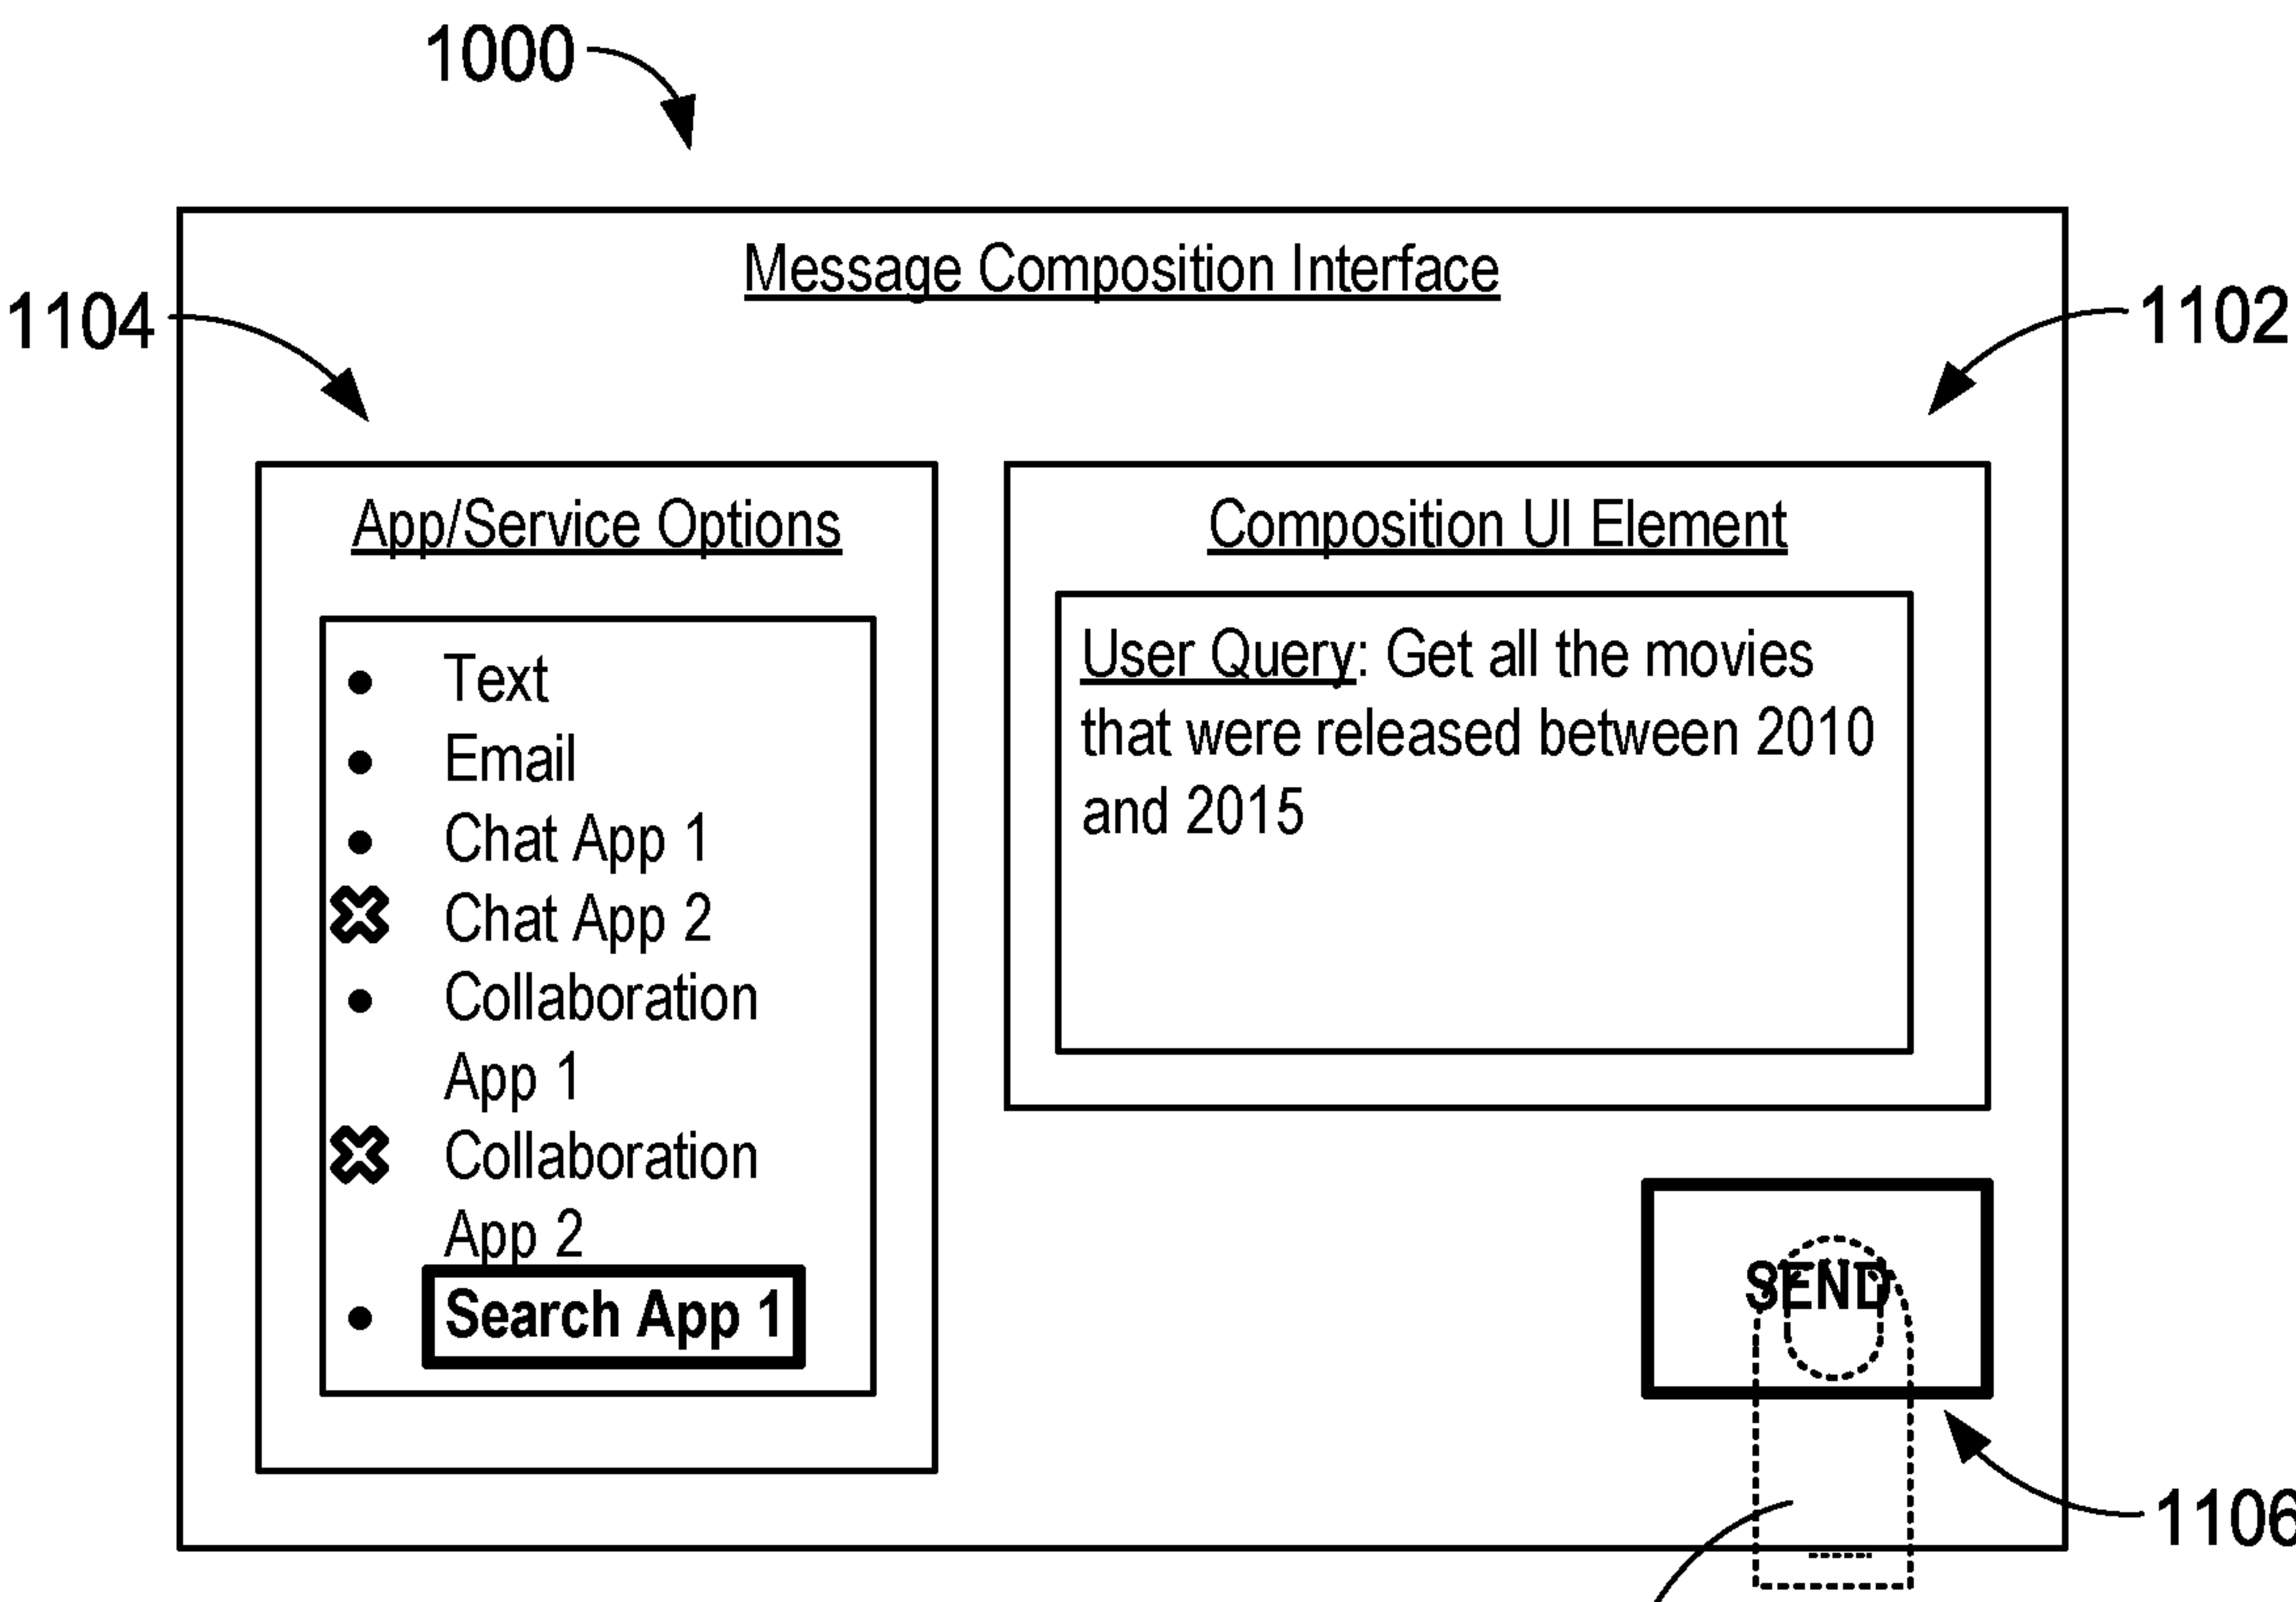 1000
Message Composition Interface
1104
1102
App/Service Options
Text
Email
Chat App 1
Chat App 2
Collaboration
App 1
Collaboration
App 2
Search App 1
Composition UI Element
User Query: Get all the movies
that were released between 2010
and 2015
SEND
1106